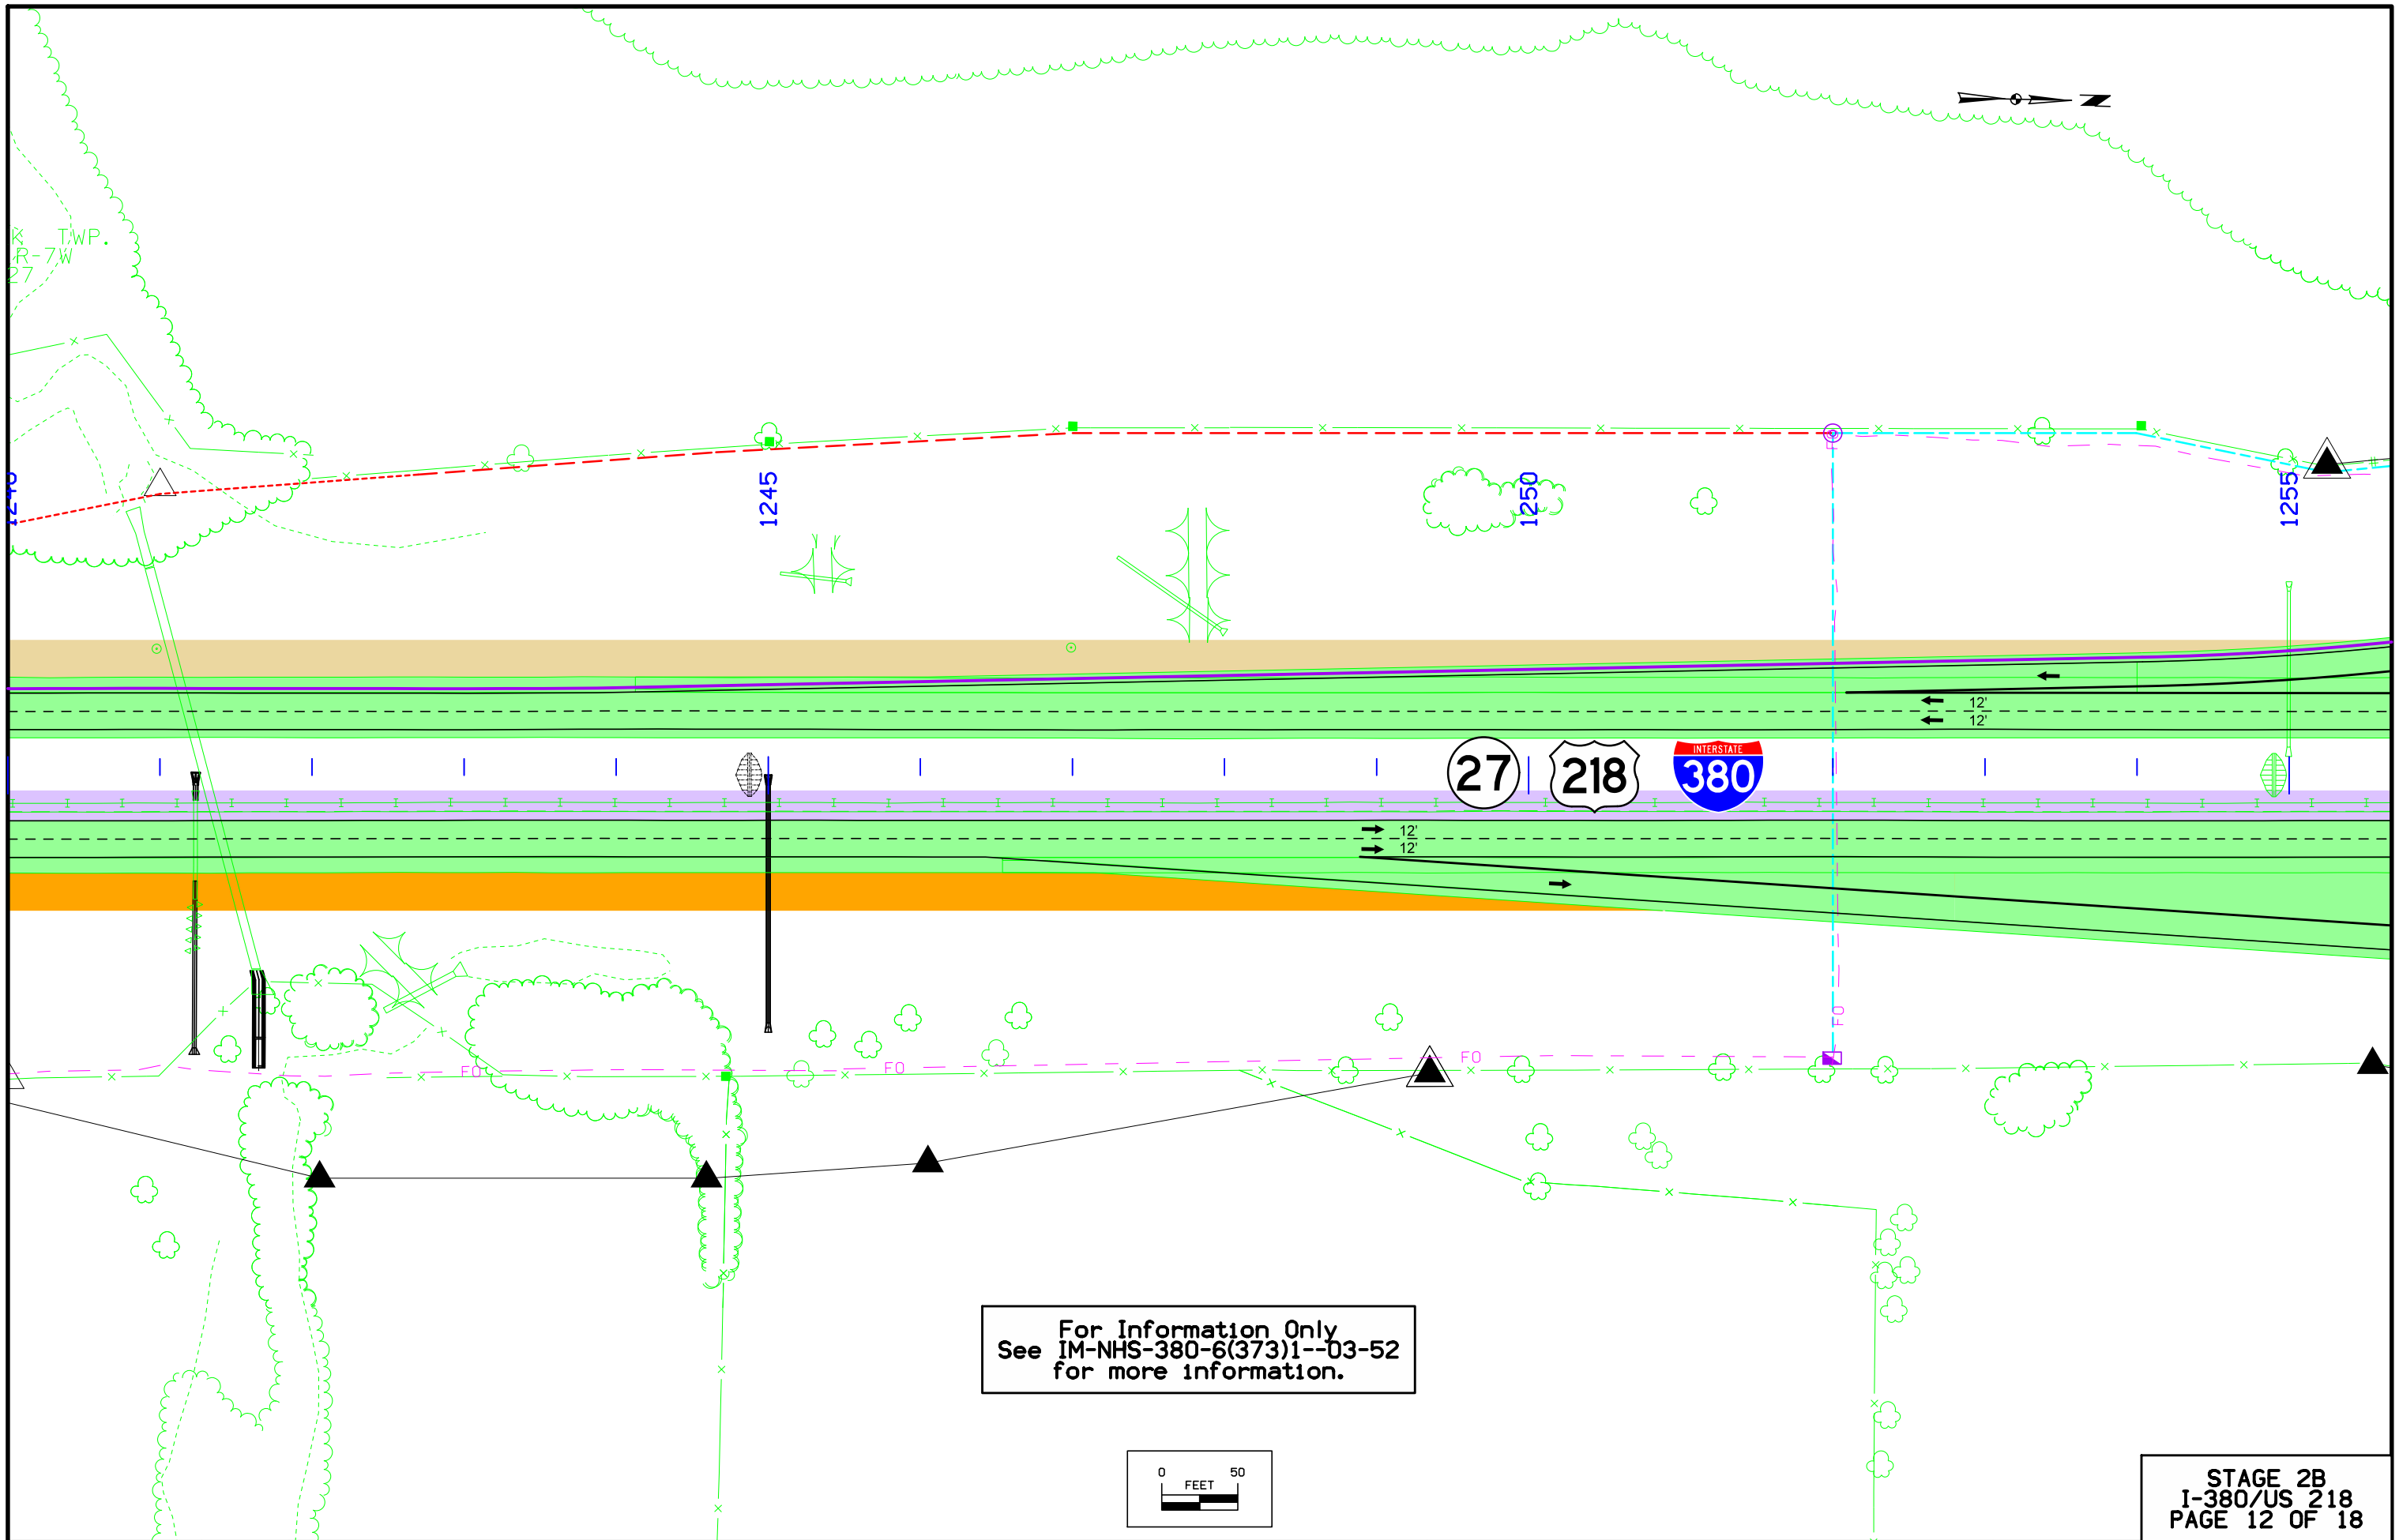 N
K TWP.
R-7W
27
1240
1245
1250
1255
FO
12'
12'
27
218
INTERSTATE
380
12'
12'
FO
FO
FO
FO
For Information Only
See IM-NHS-380-6(373)1--03-52
for more information.
0 50
FEET
STAGE 2B
I-380/US 218
PAGE 12 OF 18